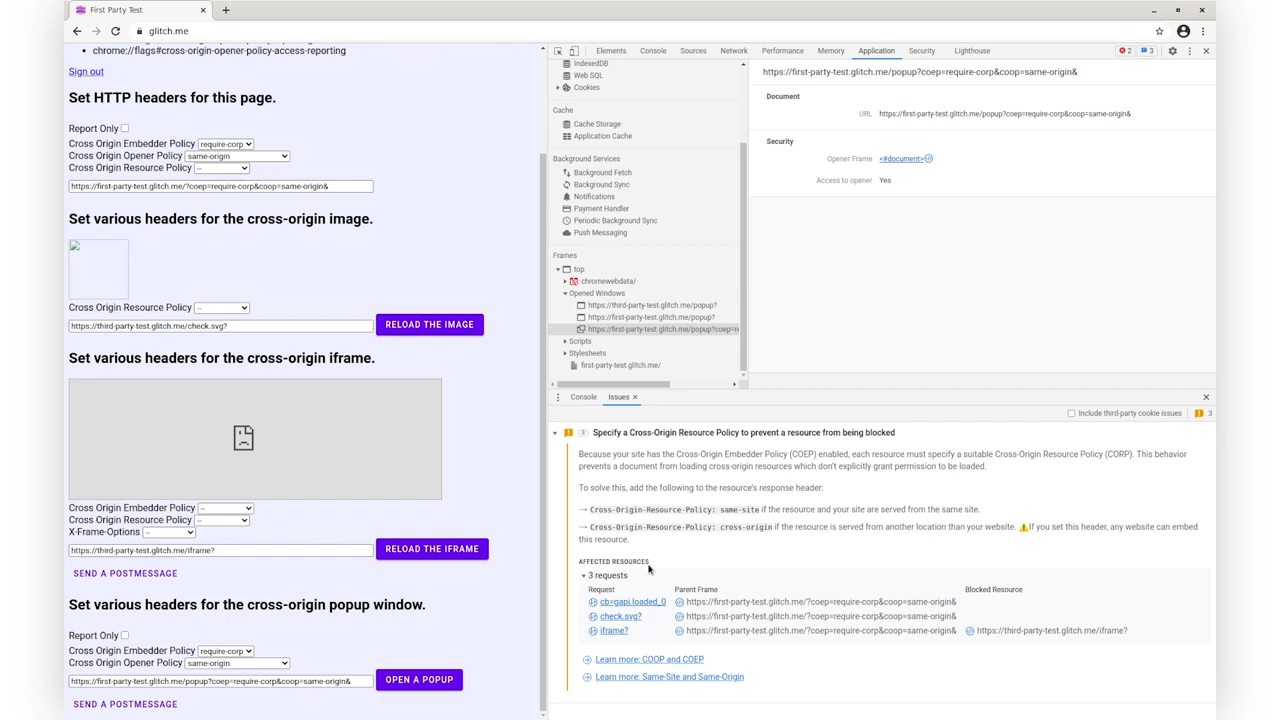 First Party Test
glitch.me
chrome://flags#cross-origin-opener-policy-access-reporting
Sign out
Set HTTP headers for this page.
Report Only
Cross Origin Embedder Policy require-corp
Cross Origin Opener Policy same-origin
Cross Origin Resource Policy --
https://first-party-test.glitch.me/?coep=require-corp&coop=same-origin&
Set various headers for the cross-origin image.
Cross Origin Resource Policy --
https://third-party-test.glitch.me/check.svg?
RELOAD THE IMAGE
Set various headers for the cross-origin iframe.
Cross Origin Embedder Policy --
Cross Origin Resource Policy --
X-Frame-Options --
https://third-party-test.glitch.me/iframe?
RELOAD THE IFRAME
SEND A POSTMESSAGE
Set various headers for the cross-origin popup window.
Report Only
Cross Origin Embedder Policy require-corp
Cross Origin Opener Policy same-origin
https://first-party-test.glitch.me/popup?coep=require-corp&coop=same-origin&
OPEN A POPUP
SEND A POSTMESSAGE
Elements Console Sources Network Performance Memory Application Security Lighthouse 2 3
IndexedDB
Web SQL
Cookies
Cache
Cache Storage
Application Cache
Background Services
Background Fetch
Background Sync
Notifications
Payment Handler
Periodic Background Sync
Push Messaging
Frames
top
chromewebdata/
Opened Windows
https://third-party-test.glitch.me/popup?
https://first-party-test.glitch.me/popup?
https://first-party-test.glitch.me/popup?coep=r
Scripts
Stylesheets
first-party-test.glitch.me/
https://first-party-test.glitch.me/popup?coep=require-corp&coop=same-origin&
Document
URL https://first-party-test.glitch.me/popup?coep=require-corp&coop=same-origin&
Security
Opener Frame <#document>
Access to opener Yes
Console Issues
Include third-party cookie issues 3
3 Specify a Cross-Origin Resource Policy to prevent a resource from being blocked
Because your site has the Cross-Origin Embedder Policy (COEP) enabled, each resource must specify a suitable Cross-Origin Resource Policy (CORP). This behavior
prevents a document from loading cross-origin resources which don't explicitly grant permission to be loaded.
To solve this, add the following to the resource's response header:
→ Cross-Origin-Resource-Policy: same-site if the resource and your site are served from the same site.
→ Cross-Origin-Resource-Policy: cross-origin if the resource is served from another location than your website. ⚠If you set this header, any website can embed
this resource.
AFFECTED RESOURCES
3 requests
Request Parent Frame Blocked Resource
cb=gapi.loaded_0 https://first-party-test.glitch.me/?coep=require-corp&coop=same-origin&
check.svg? https://first-party-test.glitch.me/?coep=require-corp&coop=same-origin&
iframe? https://first-party-test.glitch.me/?coep=require-corp&coop=same-origin& https://third-party-test.glitch.me/iframe?
Learn more: COOP and COEP
Learn more: Same-Site and Same-Origin